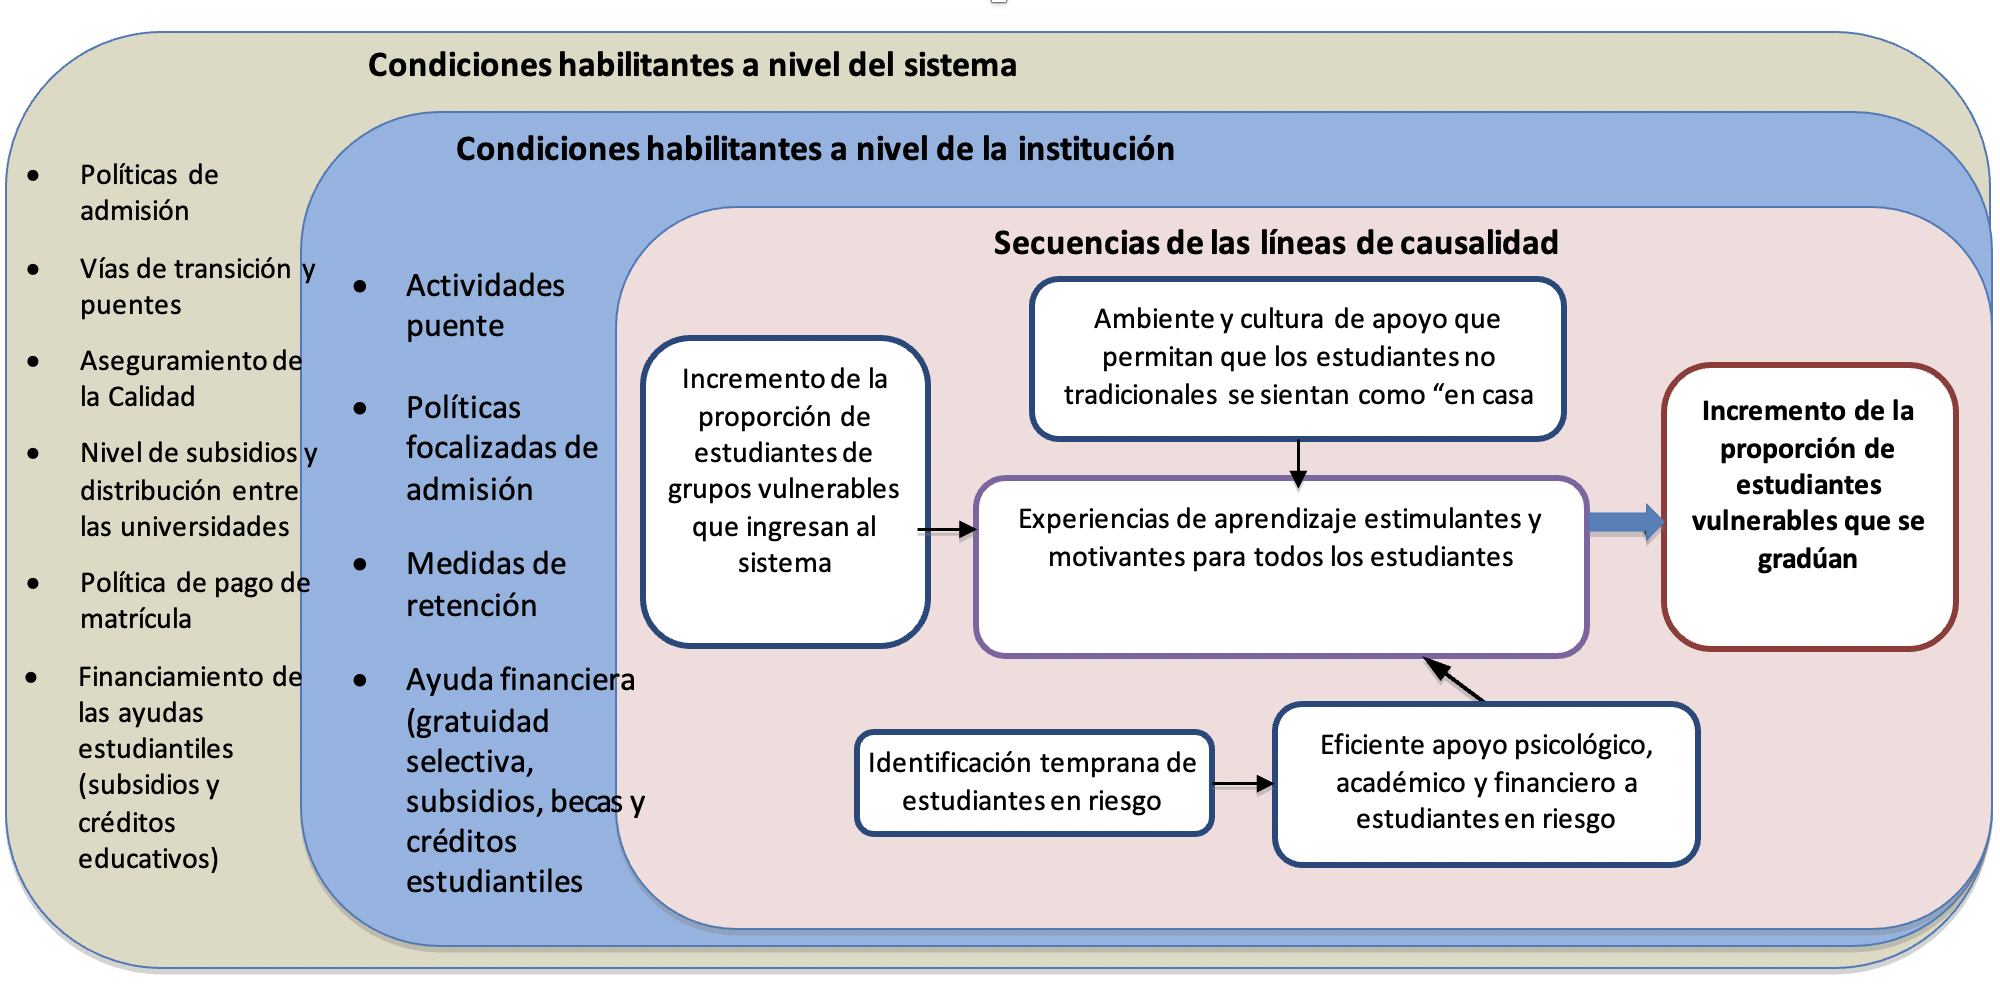 Condiciones habilitantes a nivel del sistema
Condiciones habilitantes a nivel de la institución
• Políticas de
admisión
• Vías de transición y
puentes
• Aseguramiento de
la Calidad
• Nivel de subsidios y
distribución entre
las universidades
• Política de pago de
matrícula
• Financiamiento de
las ayudas
estudiantiles
(subsidios y
créditos
educativos)
• Actividades
puente
• Políticas
focalizadas de
admisión
• Medidas de
retención
• Ayuda financiera
(gratuidad
selectiva,
subsidios, becas y
créditos
estudiantiles
Secuencias de las líneas de causalidad
Incremento de la
proporción de
estudiantes de
grupos vulnerables
que ingresan al
sistema
Ambiente y cultura de apoyo que
permitan que los estudiantes no
tradicionales se sientan como “en casa
Experiencias de aprendizaje estimulantes y
motivantes para todos los estudiantes
Identificación temprana de
estudiantes en riesgo
Eficiente apoyo psicológico,
académico y financiero a
estudiantes en riesgo
Incremento de la
proporción de
estudiantes
vulnerables que se
gradúan